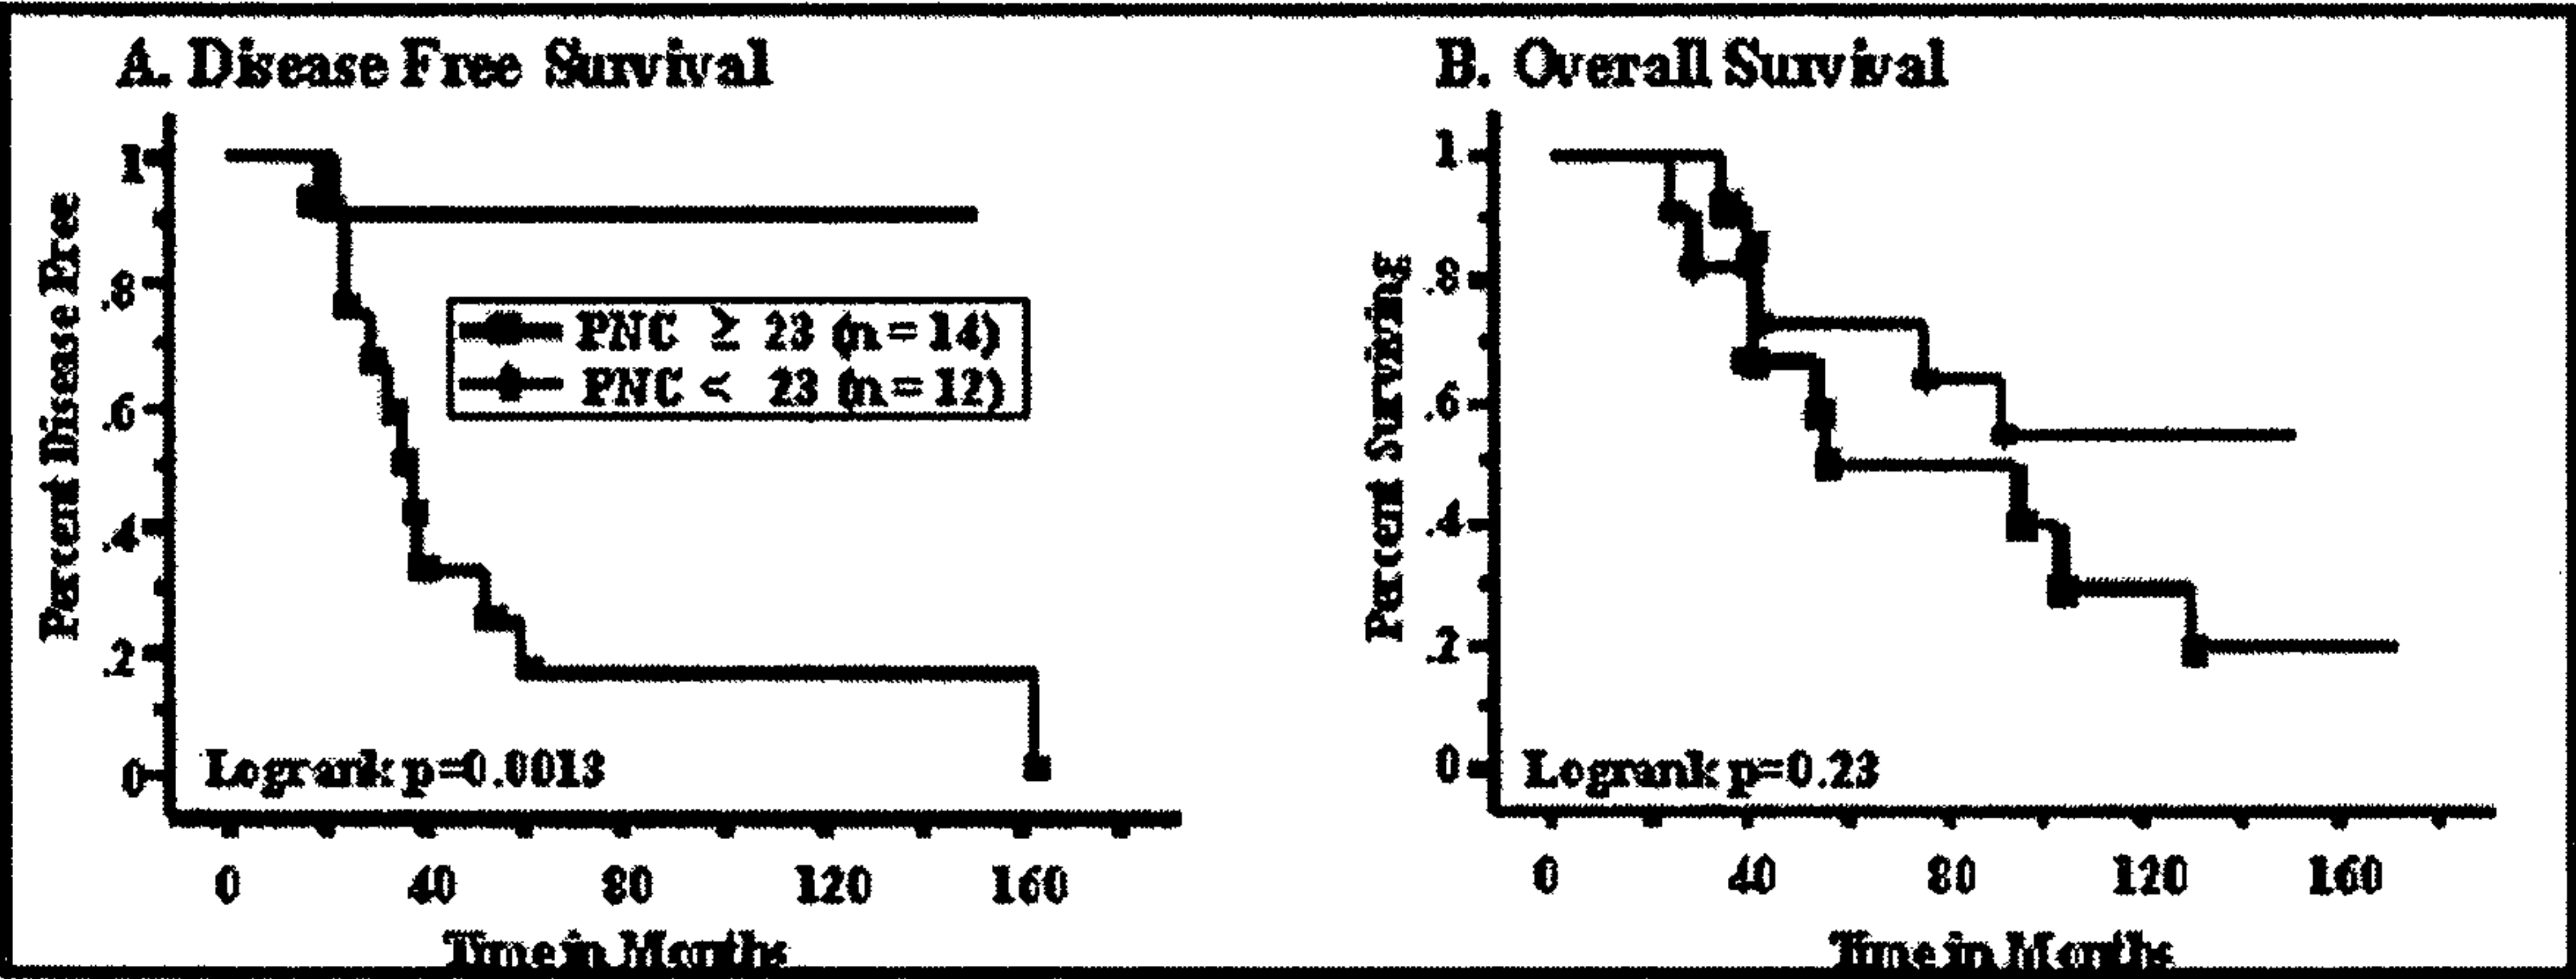 A. Disease Free Survival
Percent Disease Free
1
.8
.6
.4
.2
0
PNC ≥ 23 (n = 14)
PNC < 23 (n = 12)
Logrank p=0.0013
0 40 80 120 160
Time in Months
B. Overall Survival
Percent Surviving
1
.8
.6
.4
.2
0
Logrank p=0.23
0 40 80 120 160
Time in Months